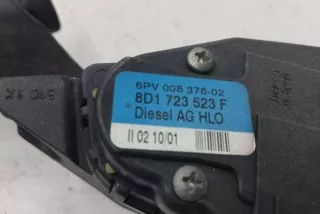 6PV 008 376-02
8D1 723 523 F
Diesel AG HLO
II 02 10/01